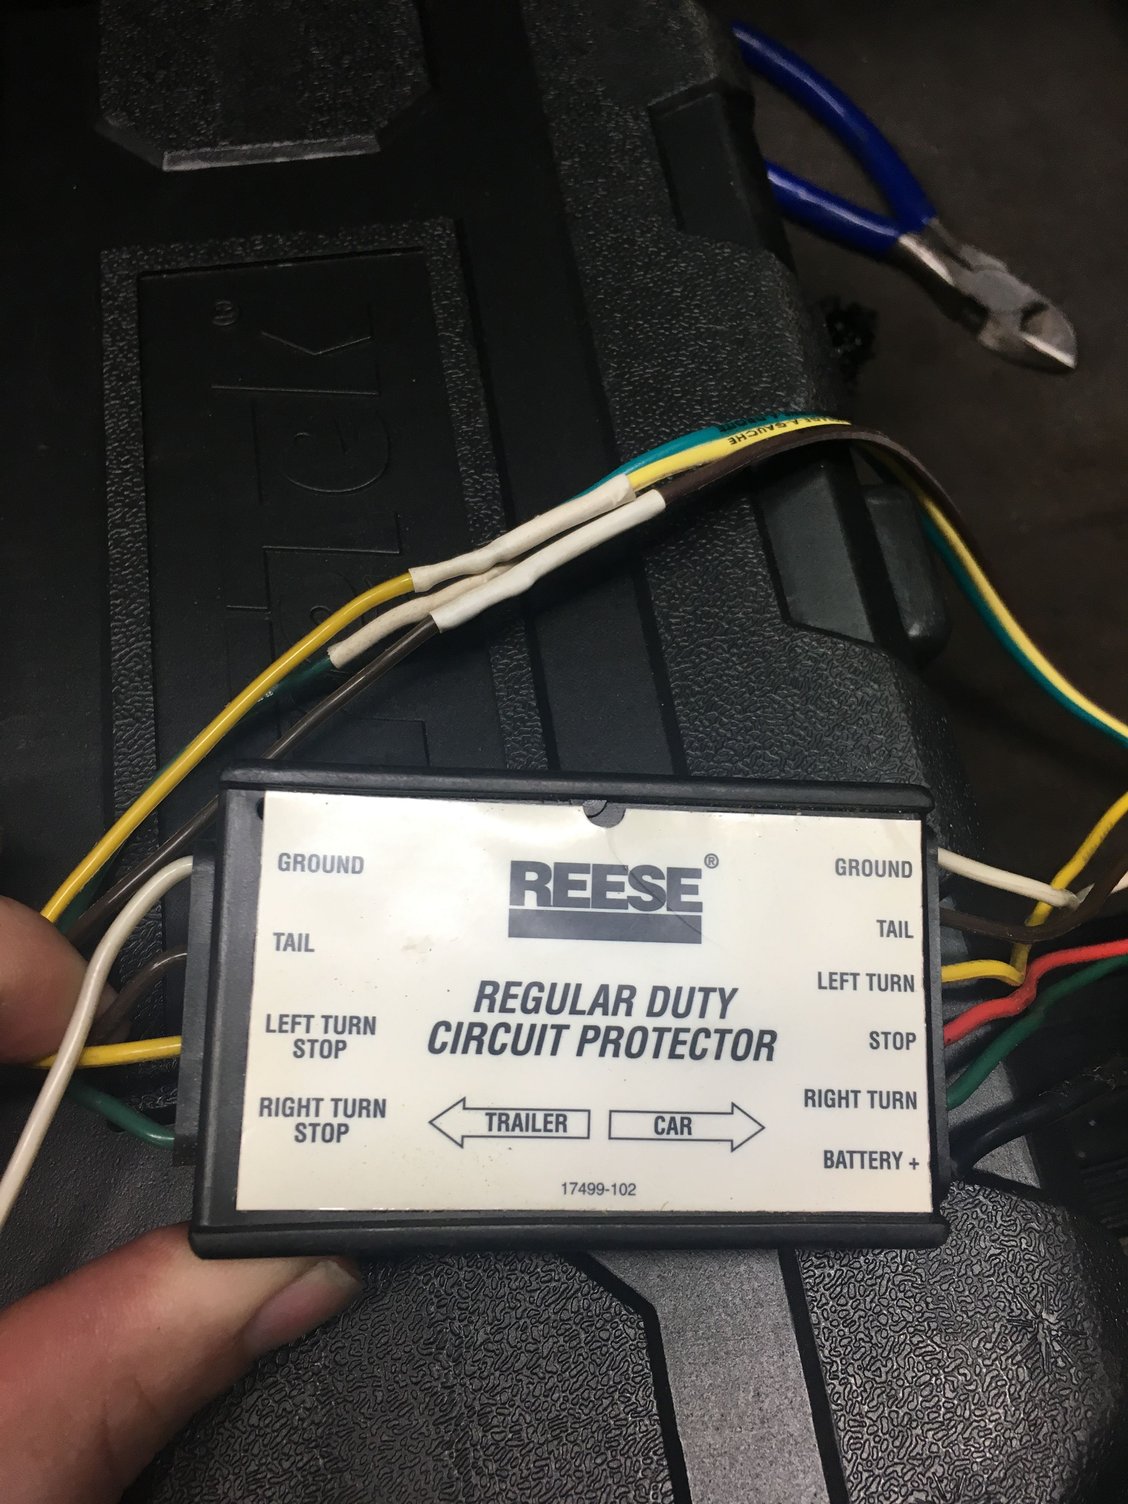 GAUCHE
GROUND
TAIL
LEFT TURN
STOP
RIGHT TURN
STOP
REESE®
REGULAR DUTY
CIRCUIT PROTECTOR
TRAILER
CAR
17499-102
GROUND
TAIL
LEFT TURN
STOP
RIGHT TURN
BATTERY +